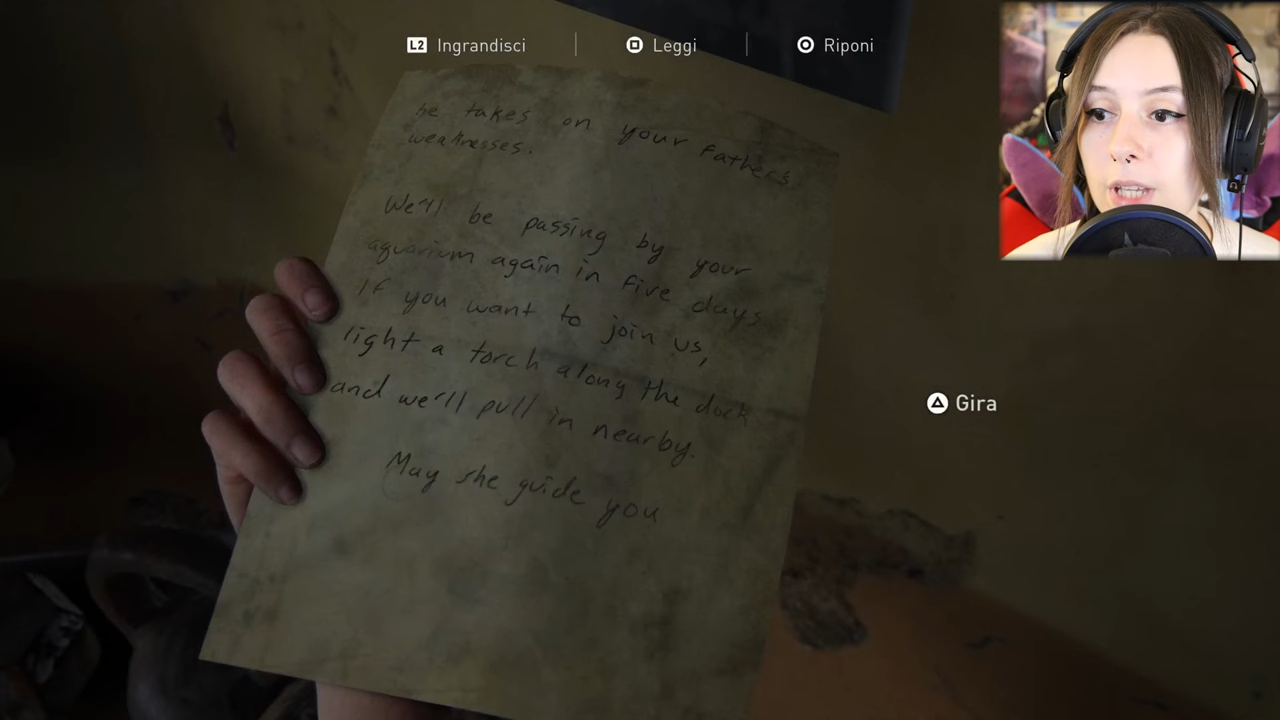 L2 Ingrandisci
Leggi
Riponi
he takes on your father's
weaknesses.
We'll be passing by your
aquarium again in five days
If you want to join us,
light a torch along the dock
and we'll pull in nearby.
May she guide you
Gira